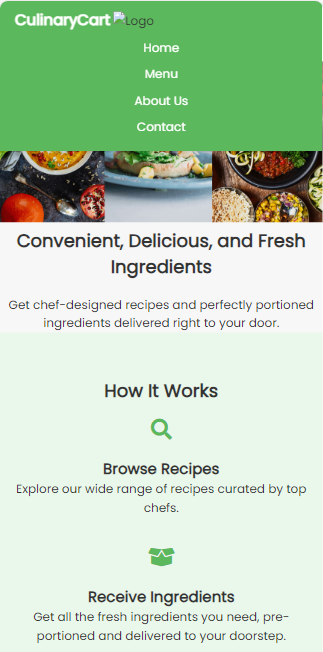 CulinaryCart Logo
Home
Menu
About Us
Contact
Convenient, Delicious, and Fresh
Ingredients
Get chef-designed recipes and perfectly portioned
ingredients delivered right to your door.
How It Works
Browse Recipes
Explore our wide range of recipes curated by top
chefs.
Receive Ingredients
Get all the fresh ingredients you need, pre-
portioned and delivered to your doorstep.